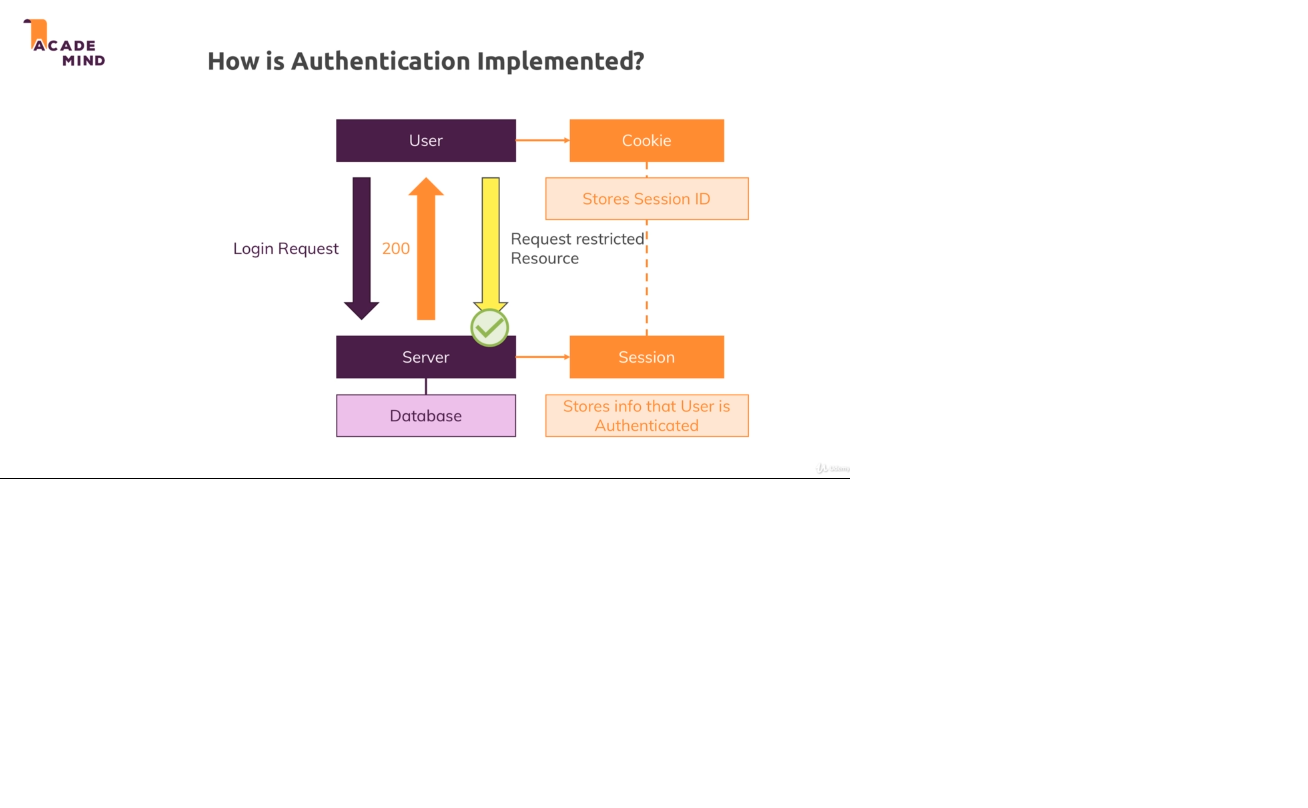 ACADE
MIND
How is Authentication Implemented?
User
Cookie
Stores Session ID
Login Request
200
Request restricted
Resource
Server
Session
Database
Stores info that User is
Authenticated